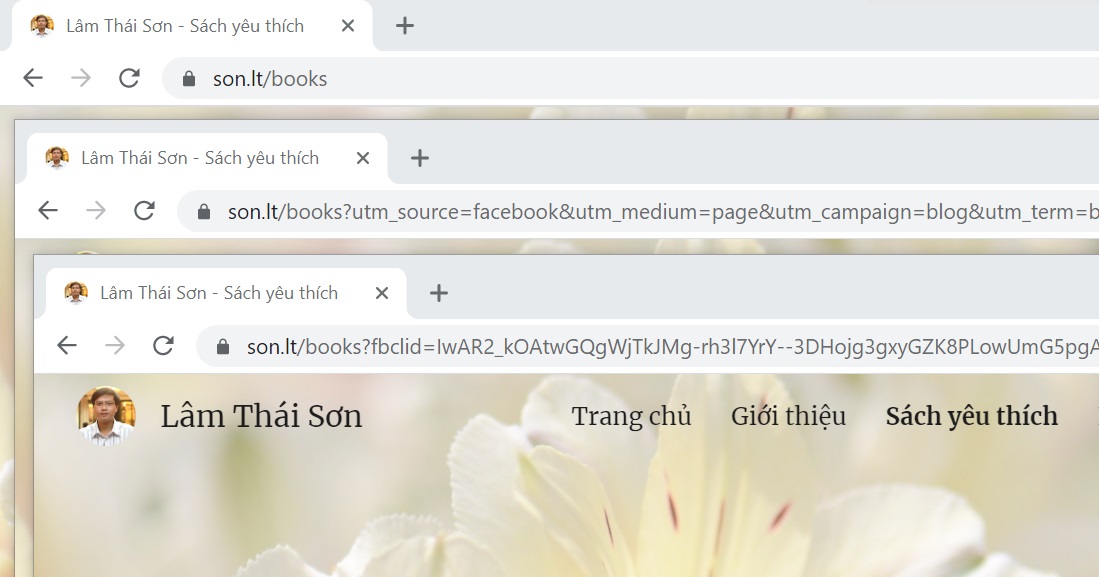 Lâm Thái Sơn - Sách yêu thích
son.lt/books
Lâm Thái Sơn - Sách yêu thích
son.lt/books?utm_source=facebook&utm_medium=page&utm_campaign=blog&utm_term=b
Lâm Thái Sơn - Sách yêu thích
son.lt/books?fbclid=IwAR2_kOAtwGQgWjTkJMg-rh3l7YrY--3DHojg3gxyGZK8PLowUmG5pgA
Lâm Thái Sơn Trang chủ Giới thiệu Sách yêu thích